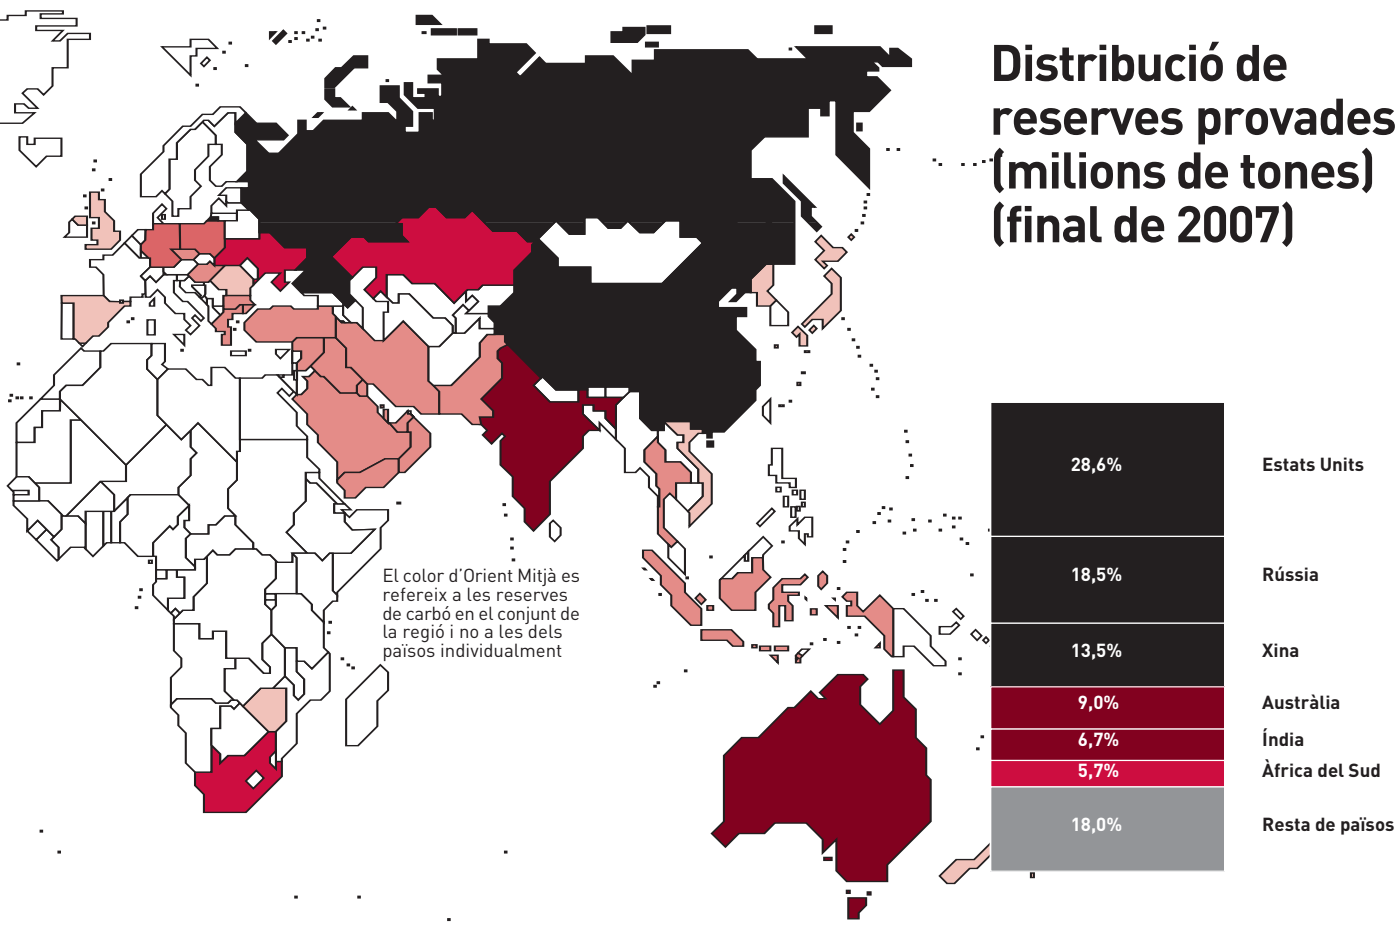 Distribució de
reserves provades
(milions de tones)
(final de 2007)
28,6% Estats Units
18,5% Rússia
13,5% Xina
9,0% Austràlia
6,7% Índia
5,7% Àfrica del Sud
18,0% Resta de països
El color d’Orient Mitjà es
refereix a les reserves
de carbó en el conjunt de
la regió i no a les dels
països individualment